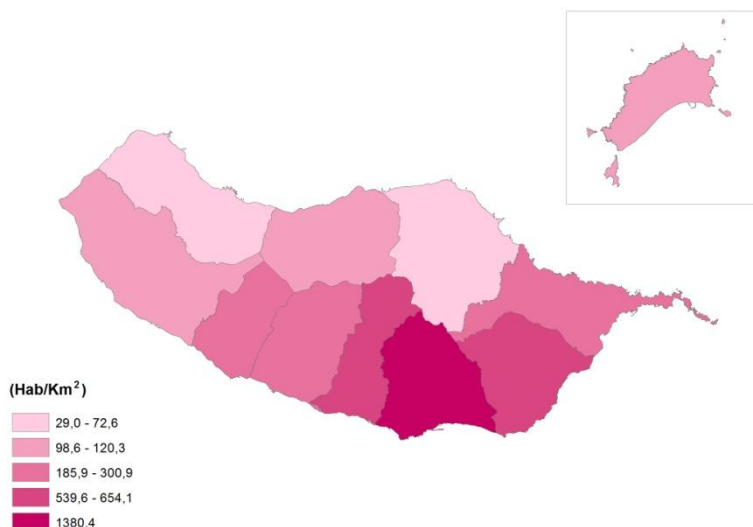 (Hab/Km²)
29,0 - 72,6
98,6 - 120,3
185,9 - 300,9
539,6 - 654,1
1380,4